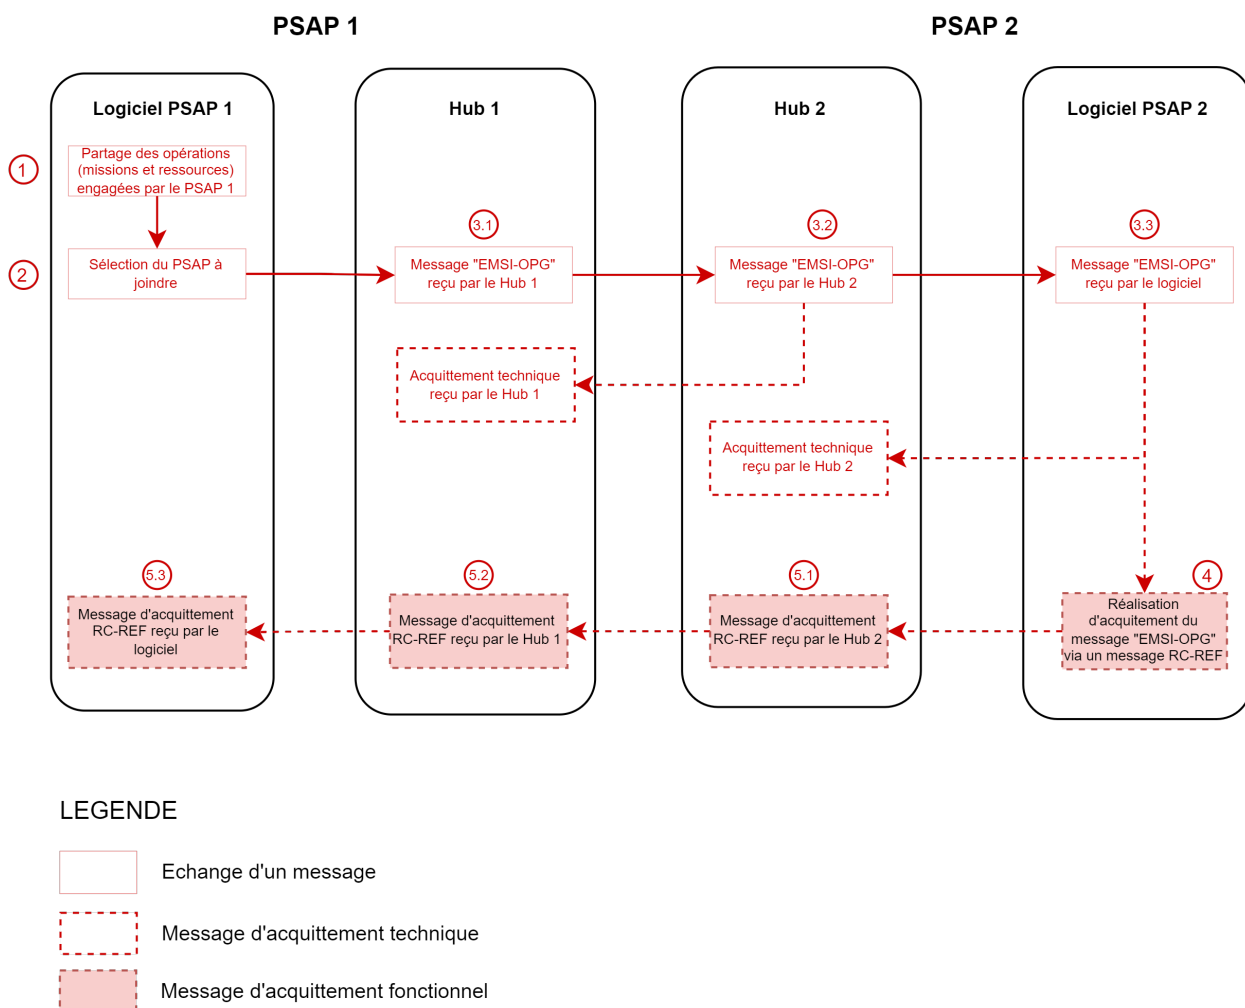 PSAP 1
PSAP 2
Logiciel PSAP 1
Hub 1
Hub 2
Logiciel PSAP 2
1
Partage des opérations
(missions et ressources)
engagées par le PSAP 1
2
Sélection du PSAP à
joindre
3.1
Message "EMSI-OPG"
reçu par le Hub 1
3.2
Message "EMSI-OPG"
reçu par le Hub 2
3.3
Message "EMSI-OPG"
reçu par le logiciel
Acquittement technique
reçu par le Hub 1
Acquittement technique
reçu par le Hub 2
5.3
Message d'acquittement
RC-REF reçu par le
logiciel
5.2
Message d'acquittement
RC-REF reçu par le Hub 1
5.1
Message d'acquittement
RC-REF reçu par le Hub 2
4
Réalisation
d'acquitement du
message "EMSI-OPG"
via un message RC-REF
LEGENDE
Echange d'un message
Message d'acquittement technique
Message d'acquittement fonctionnel